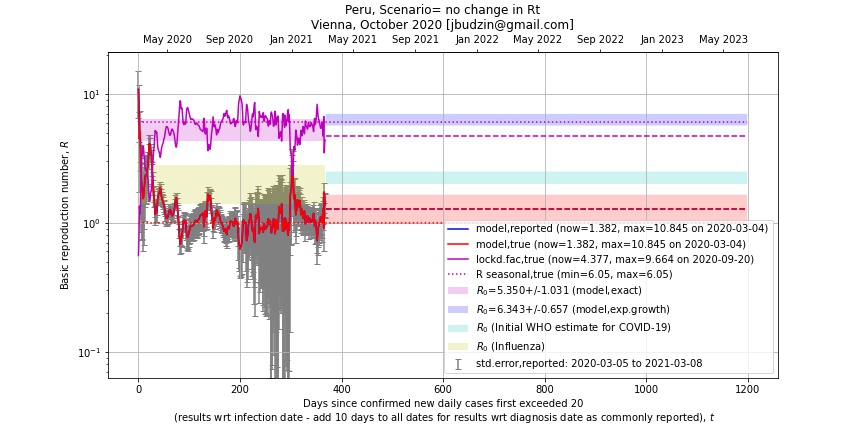 Peru, Scenario= no change in Rt
Vienna, October 2020 [jbudzin@gmail.com]
May 2020 Sep 2020 Jan 2021 May 2021 Sep 2021 Jan 2022 May 2022 Sep 2022 Jan 2023 May 2023
Basic reproduction number, R
10¹
10⁰
10⁻¹
model,reported (now=1.382, max=10.845 on 2020-03-04)
model,true (now=1.382, max=10.845 on 2020-03-04)
lockd.fac,true (now=4.377, max=9.664 on 2020-09-20)
R seasonal,true (min=6.05, max=6.05)
R₀=5.350+/-1.031 (model,exact)
R₀=6.343+/-0.657 (model,exp.growth)
R₀ (Initial WHO estimate for COVID-19)
R₀ (Influenza)
std.error,reported: 2020-03-05 to 2021-03-08
0 200 400 600 800 1000 1200
Days since confirmed new daily cases first exceeded 20
(results wrt infection date - add 10 days to all dates for results wrt diagnosis date as commonly reported), t